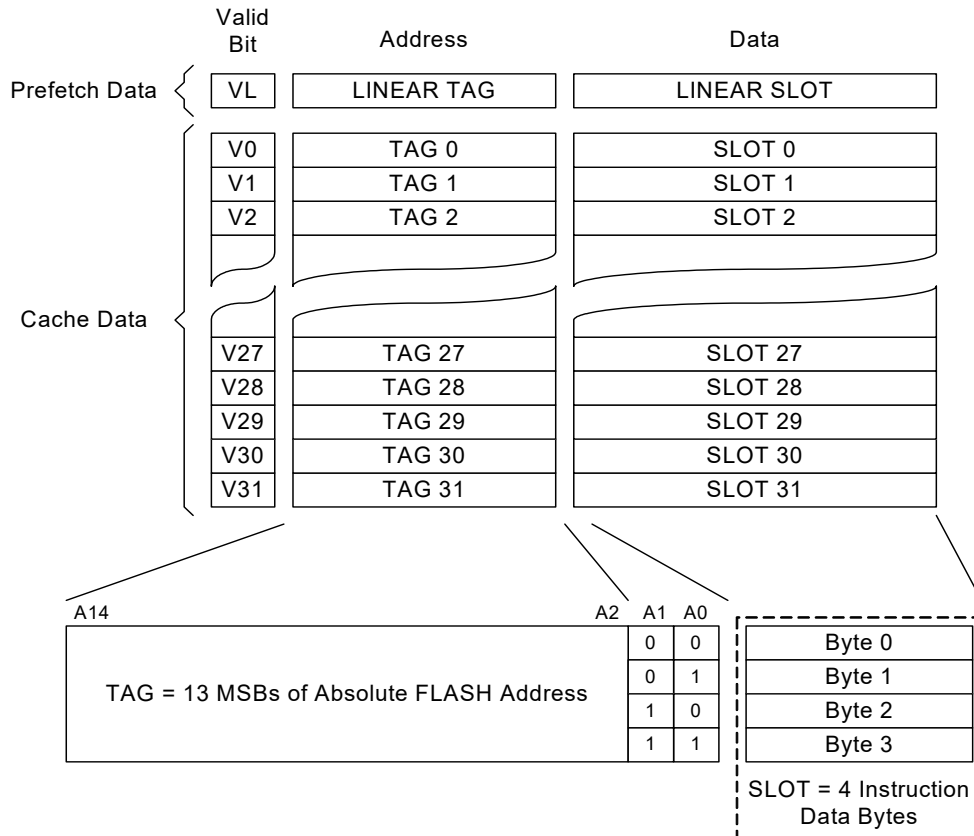 Valid
Bit
Address
Data
Prefetch Data
VL
LINEAR TAG
LINEAR SLOT
Cache Data
V0
TAG 0
SLOT 0
V1
TAG 1
SLOT 1
V2
TAG 2
SLOT 2
V27
TAG 27
SLOT 27
V28
TAG 28
SLOT 28
V29
TAG 29
SLOT 29
V30
TAG 30
SLOT 30
V31
TAG 31
SLOT 31
A14
A2
A1
A0
TAG = 13 MSBs of Absolute FLASH Address
0
0
Byte 0
0
1
Byte 1
1
0
Byte 2
1
1
Byte 3
SLOT = 4 Instruction
Data Bytes